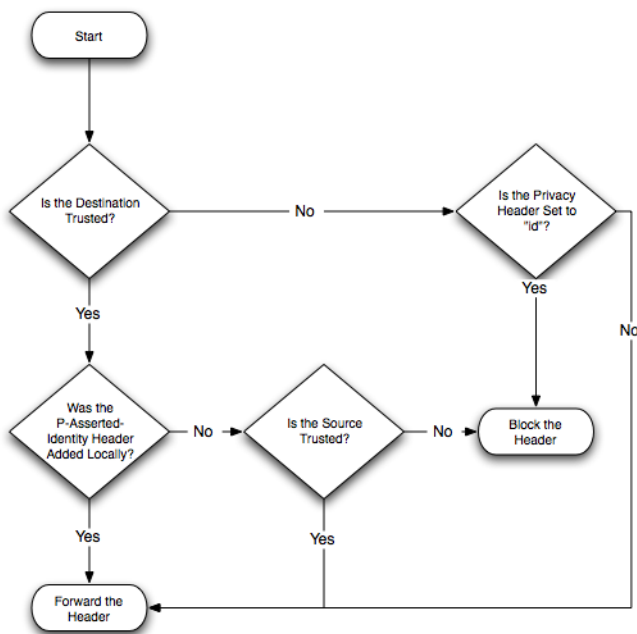 Start
Is the Destination
Trusted?
No
Is the Privacy
Header Set to
"id"?
Yes
No
Yes
Was the
P-Asserted-
Identity Header
Added Locally?
No
Is the Source
Trusted?
No
Block the
Header
Yes
Yes
Forward the
Header